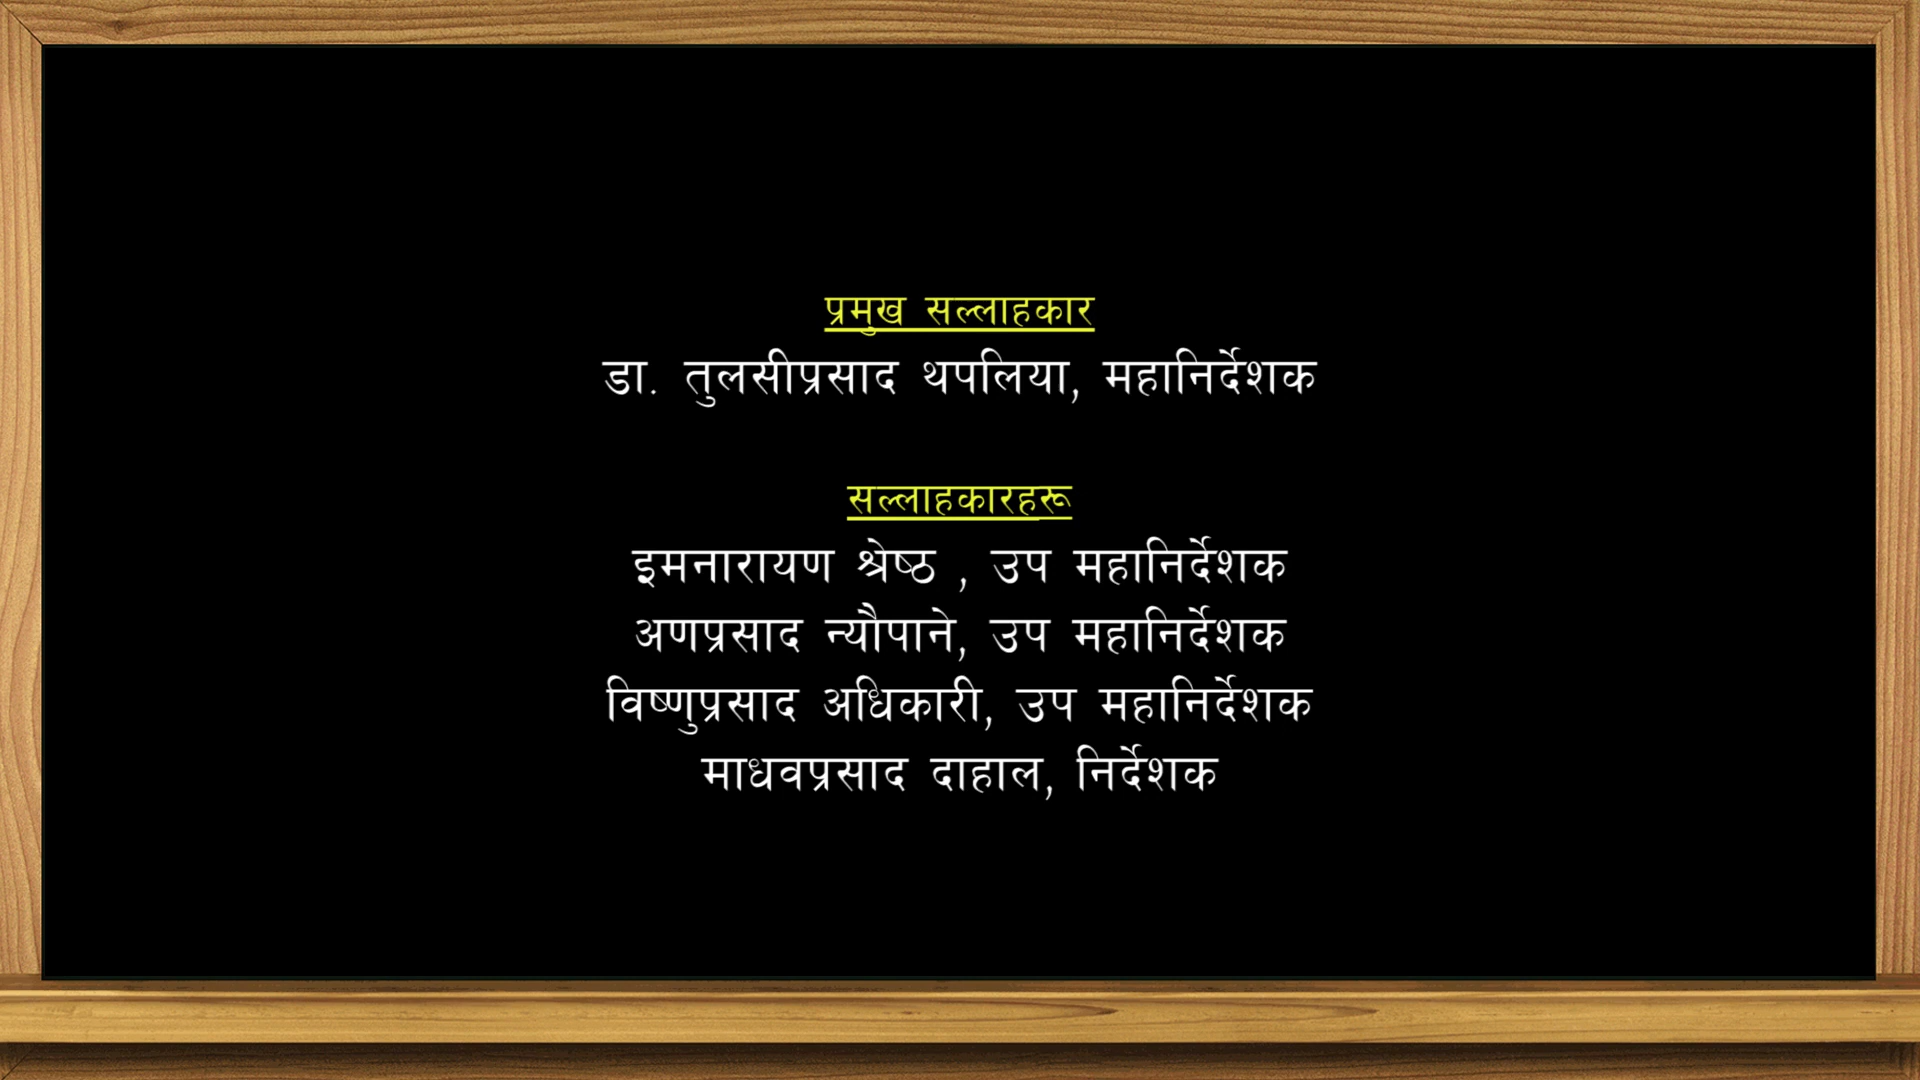 प्रमुख सल्लाहकार
डा. तुलसीप्रसाद थपलिया, महानिर्देशक
सल्लाहकारहरू
इमनारायण श्रेष्ठ , उप महानिर्देशक
अणप्रसाद न्यौपाने, उप महानिर्देशक
विष्णुप्रसाद अधिकारी, उप महानिर्देशक
माधवप्रसाद दाहाल, निर्देशक